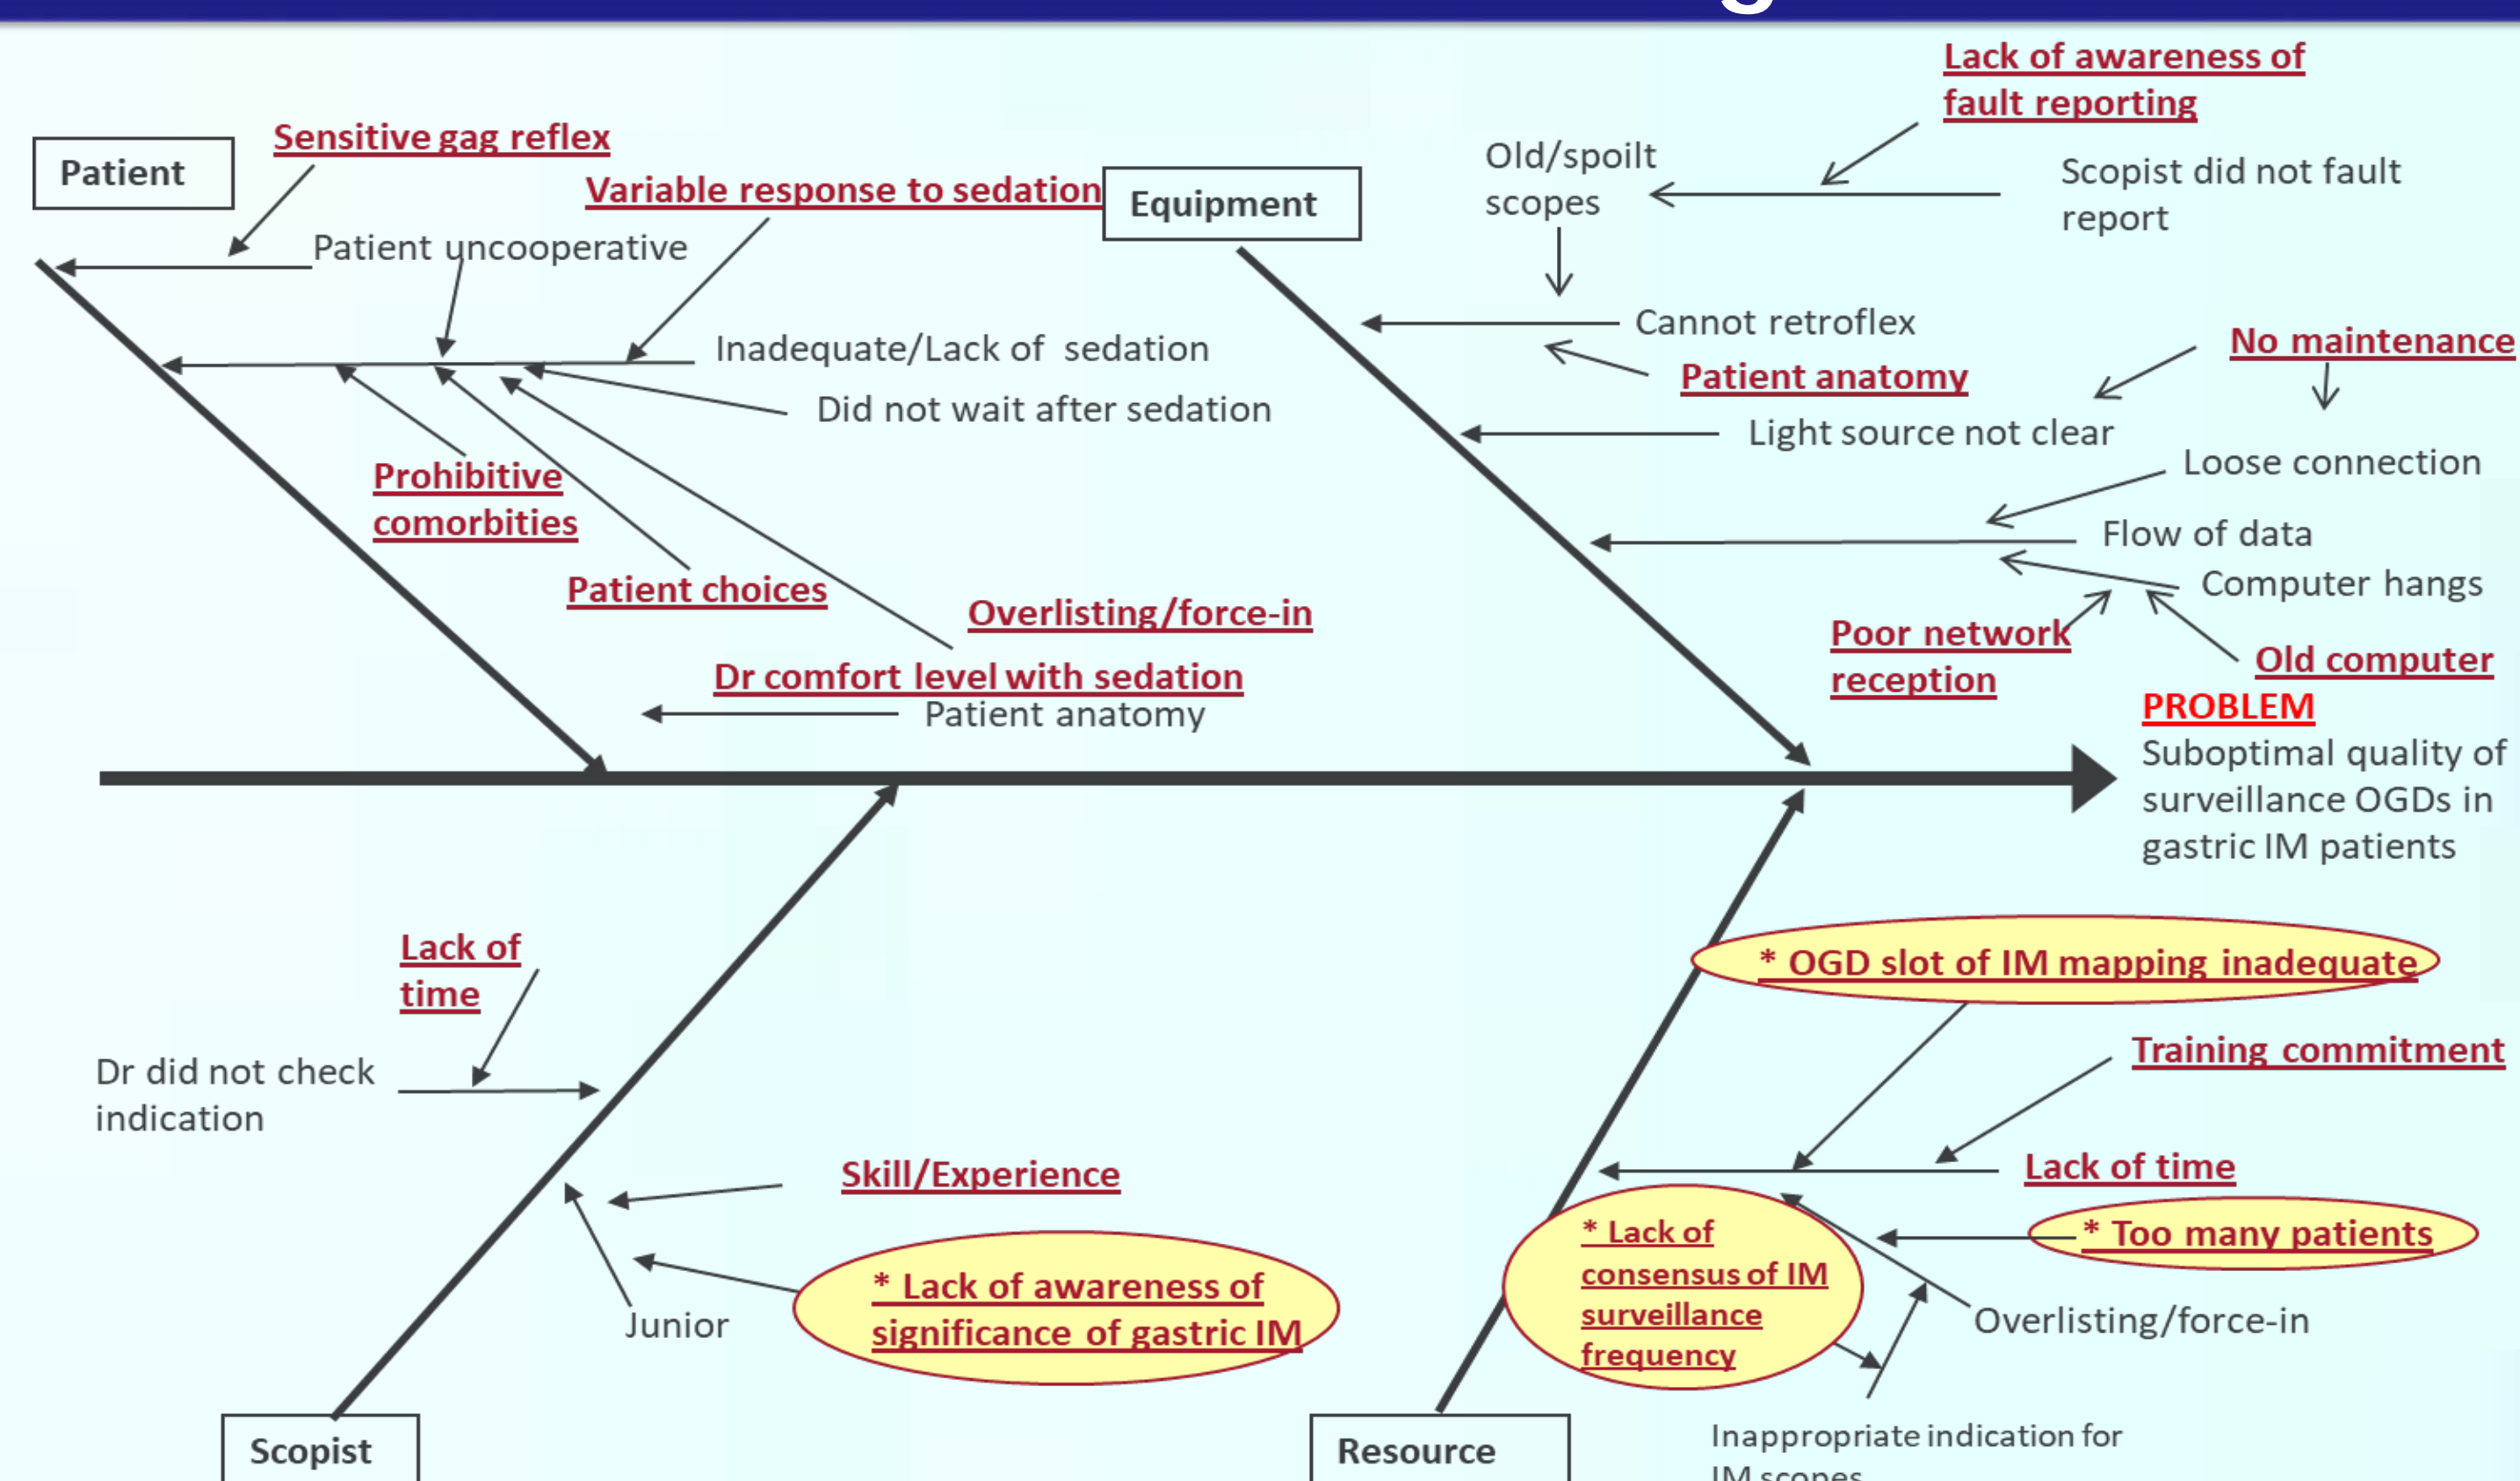 Patient
Sensitive gag reflex
Variable response to sedation
Patient uncooperative
Inadequate/Lack of sedation
Did not wait after sedation
Prohibitive
comorbities
Patient choices
Overlisting/force-in
Dr comfort level with sedation
Patient anatomy
Equipment
Lack of awareness of
fault reporting
Old/spoilt
scopes
Scopist did not fault
report
Cannot retroflex
Patient anatomy
No maintenance
Light source not clear
Loose connection
Flow of data
Computer hangs
Poor network
reception
Old computer
PROBLEM
Suboptimal quality of
surveillance OGDs in
gastric IM patients
Lack of
time
Dr did not check
indication
Skill/Experience
* Lack of awareness of
significance of gastric IM
Junior
Scopist
* OGD slot of IM mapping inadequate
Training commitment
Lack of time
* Too many patients
* Lack of
consensus of IM
surveillance
frequency
Overlisting/force-in
Inappropriate indication for
IM scopes
Resource